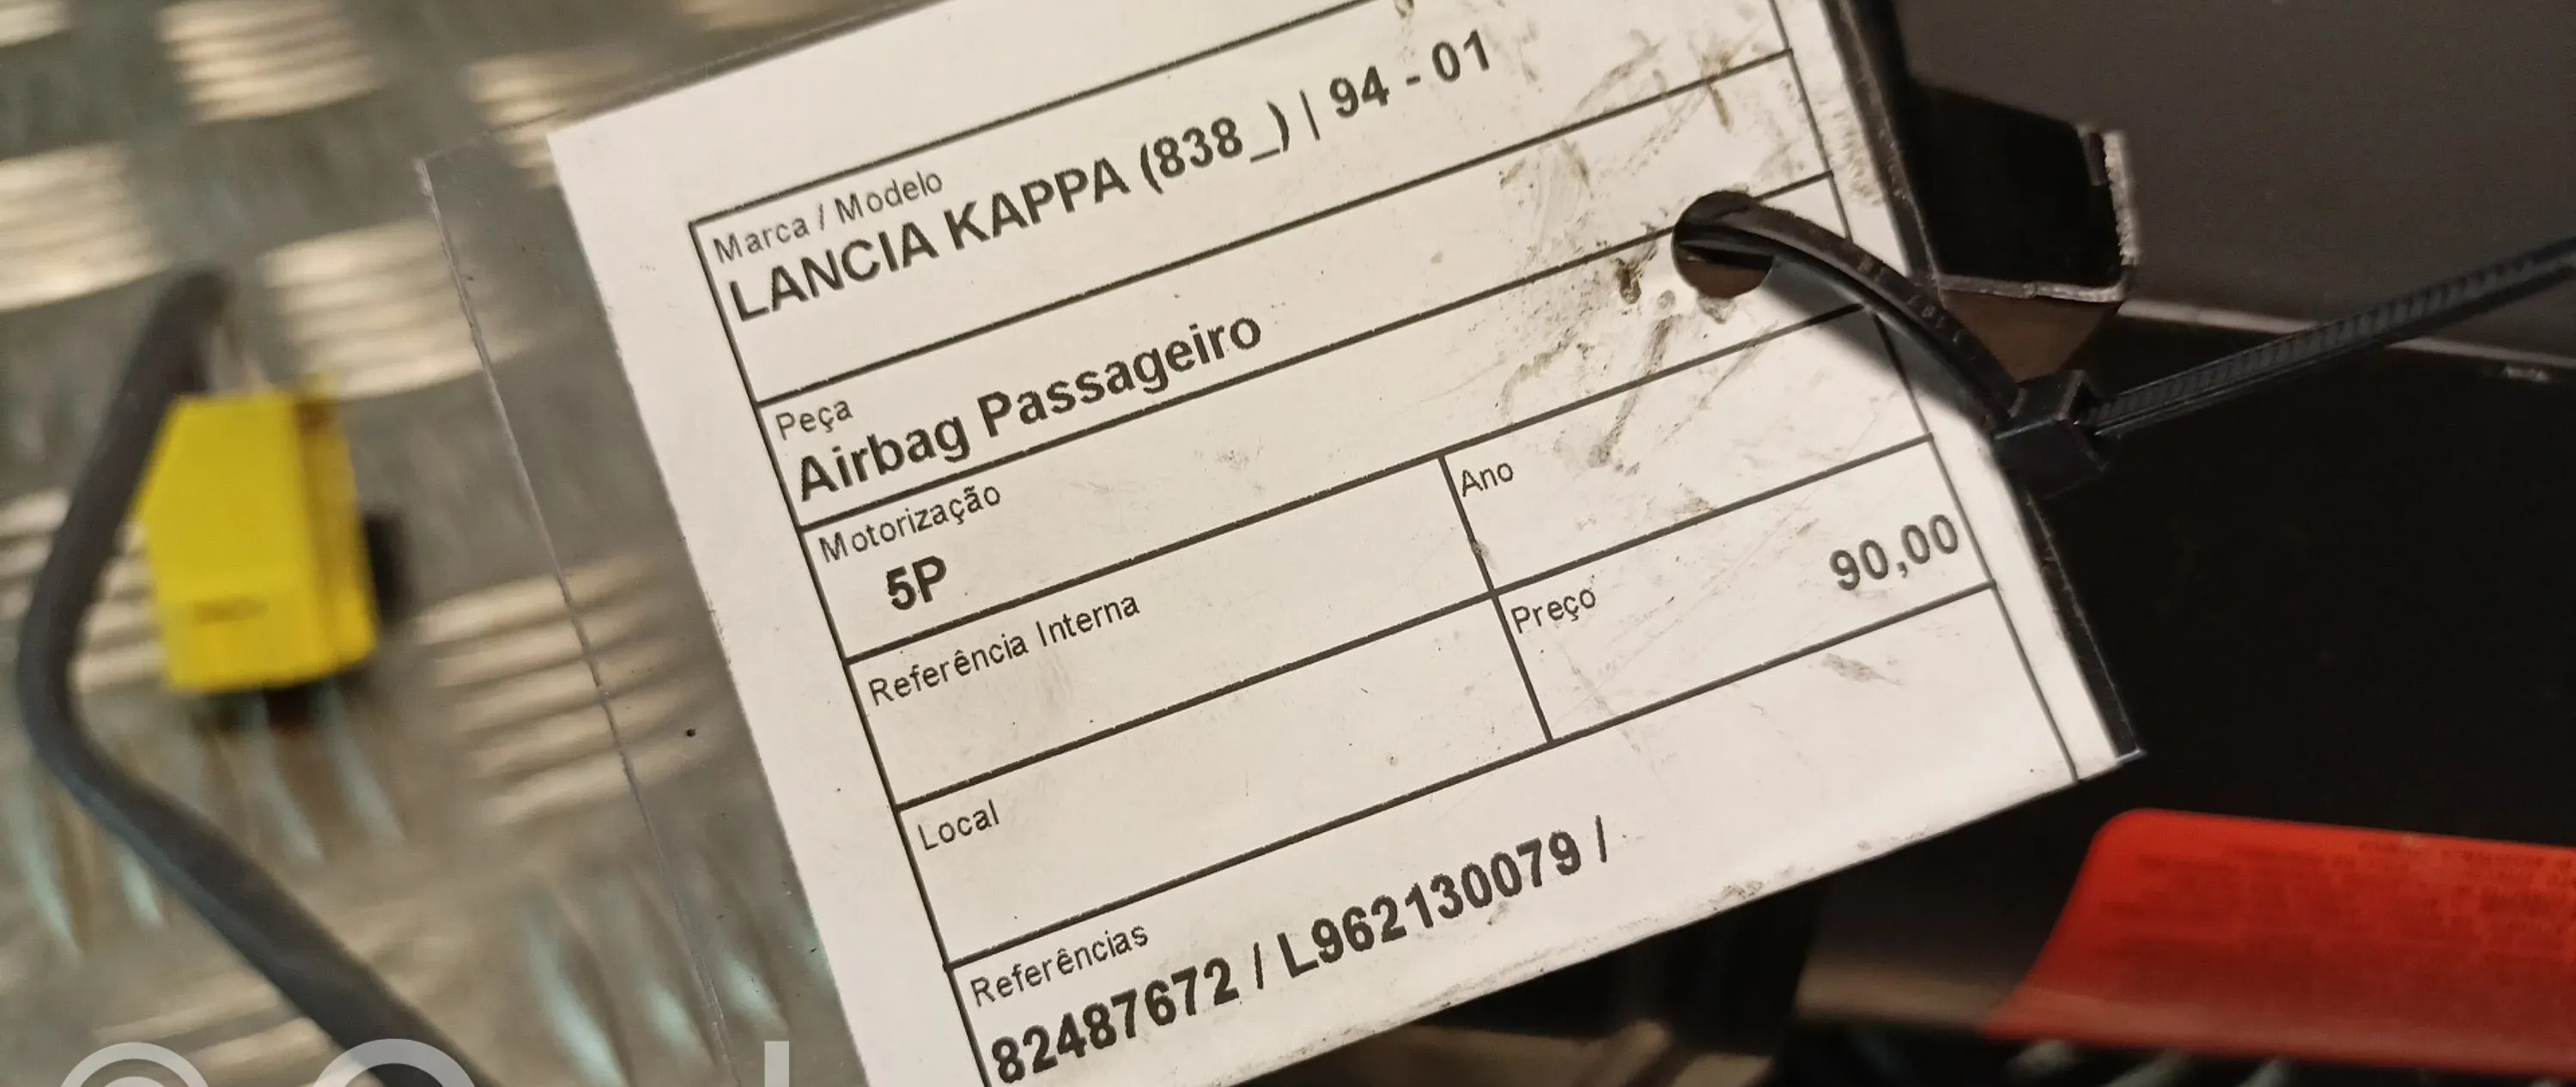 Marca / Modelo
LANCIA KAPPA (838_) | 94 - 01
Peça
Airbag Passageiro
Motorização
5P
Ano
Referência Interna
Preço
90,00
Local
Referências
82487672 / L962130079 /